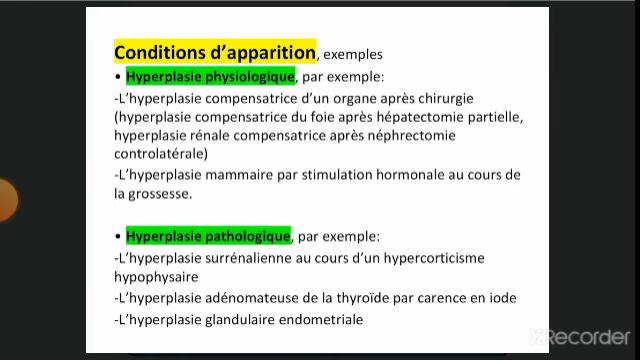 Conditions d'apparition, exemples
• Hyperplasie physiologique, par exemple:
-L'hyperplasie compensatrice d'un organe après chirurgie
(hyperplasie compensatrice du foie après hépatectomie partielle,
hyperplasie rénale compensatrice après néphrectomie
controlatérale)
-L'hyperplasie mammaire par stimulation hormonale au cours de
la grossesse.
• Hyperplasie pathologique, par exemple:
-L'hyperplasie surrénalienne au cours d'un hypercorticisme
hypophysaire
-L'hyperplasie adénomateuse de la thyroïde par carence en iode
-L'hyperplasie glandulaire endometriale
XRecorder